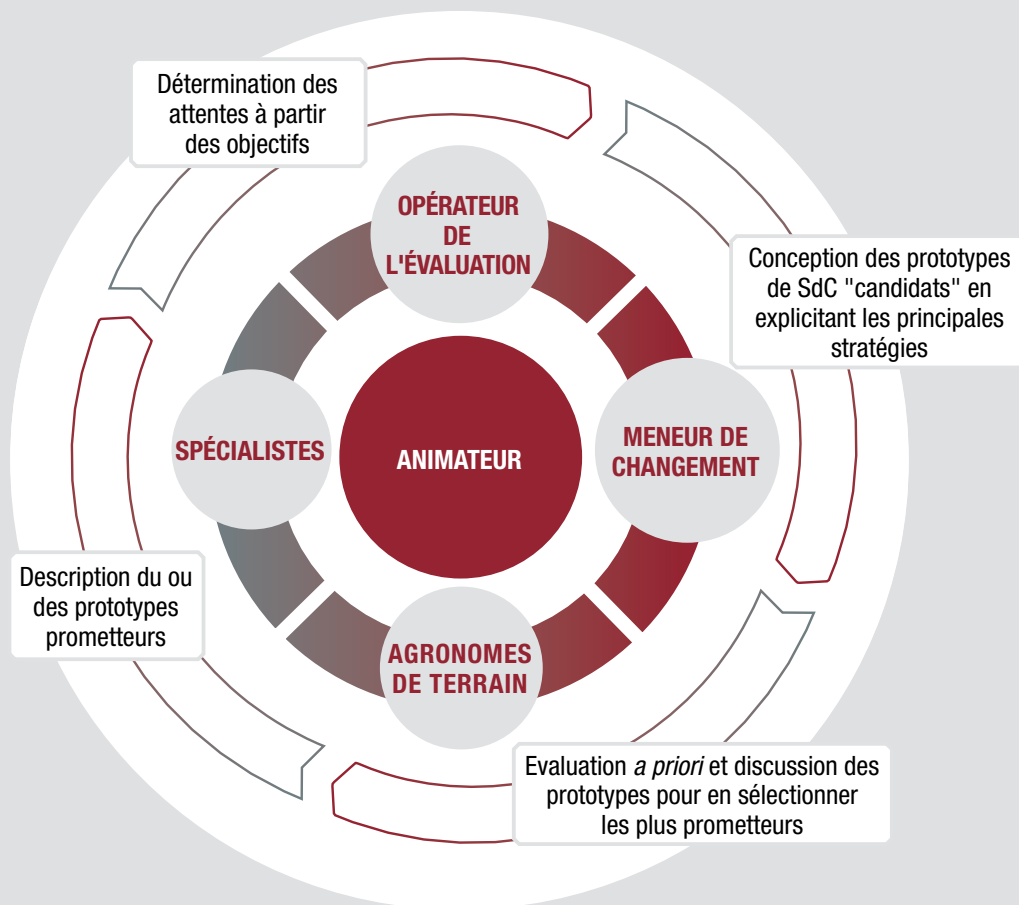 Détermination des
attentes à partir
des objectifs
OPÉRATEUR
DE
L'ÉVALUATION
Conception des prototypes
de SdC "candidats" en
explicitant les principales
stratégies
SPÉCIALISTES
ANIMATEUR
MENEUR DE
CHANGEMENT
Description du ou
des prototypes
prometteurs
AGRONOMES
DE TERRAIN
Evaluation a priori et discussion des
prototypes pour en sélectionner
les plus prometteurs